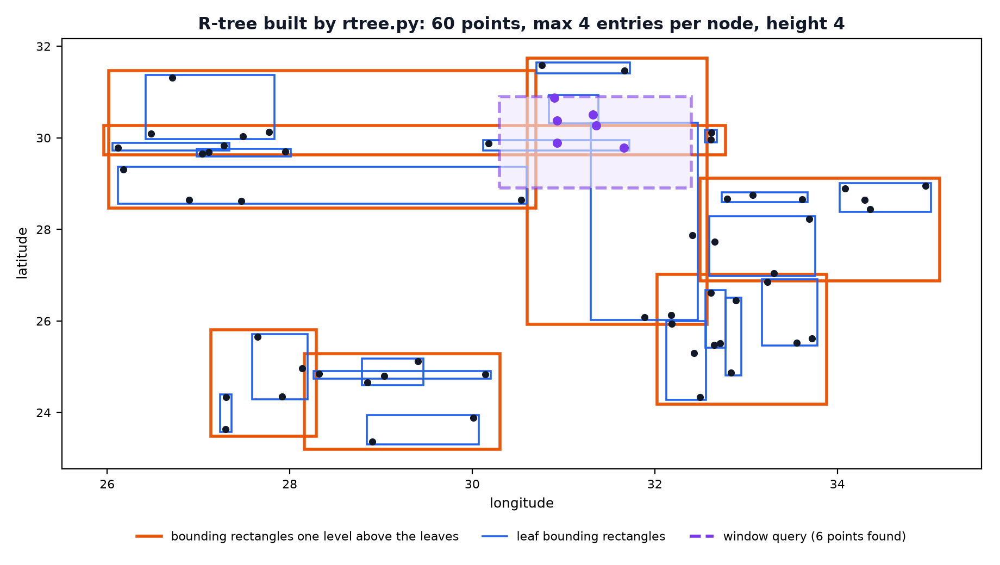 R-tree built by rtree.py: 60 points, max 4 entries per node, height 4
32
30
28
26
24
latitude
26 28 30 32 34
longitude
bounding rectangles one level above the leaves leaf bounding rectangles window query (6 points found)